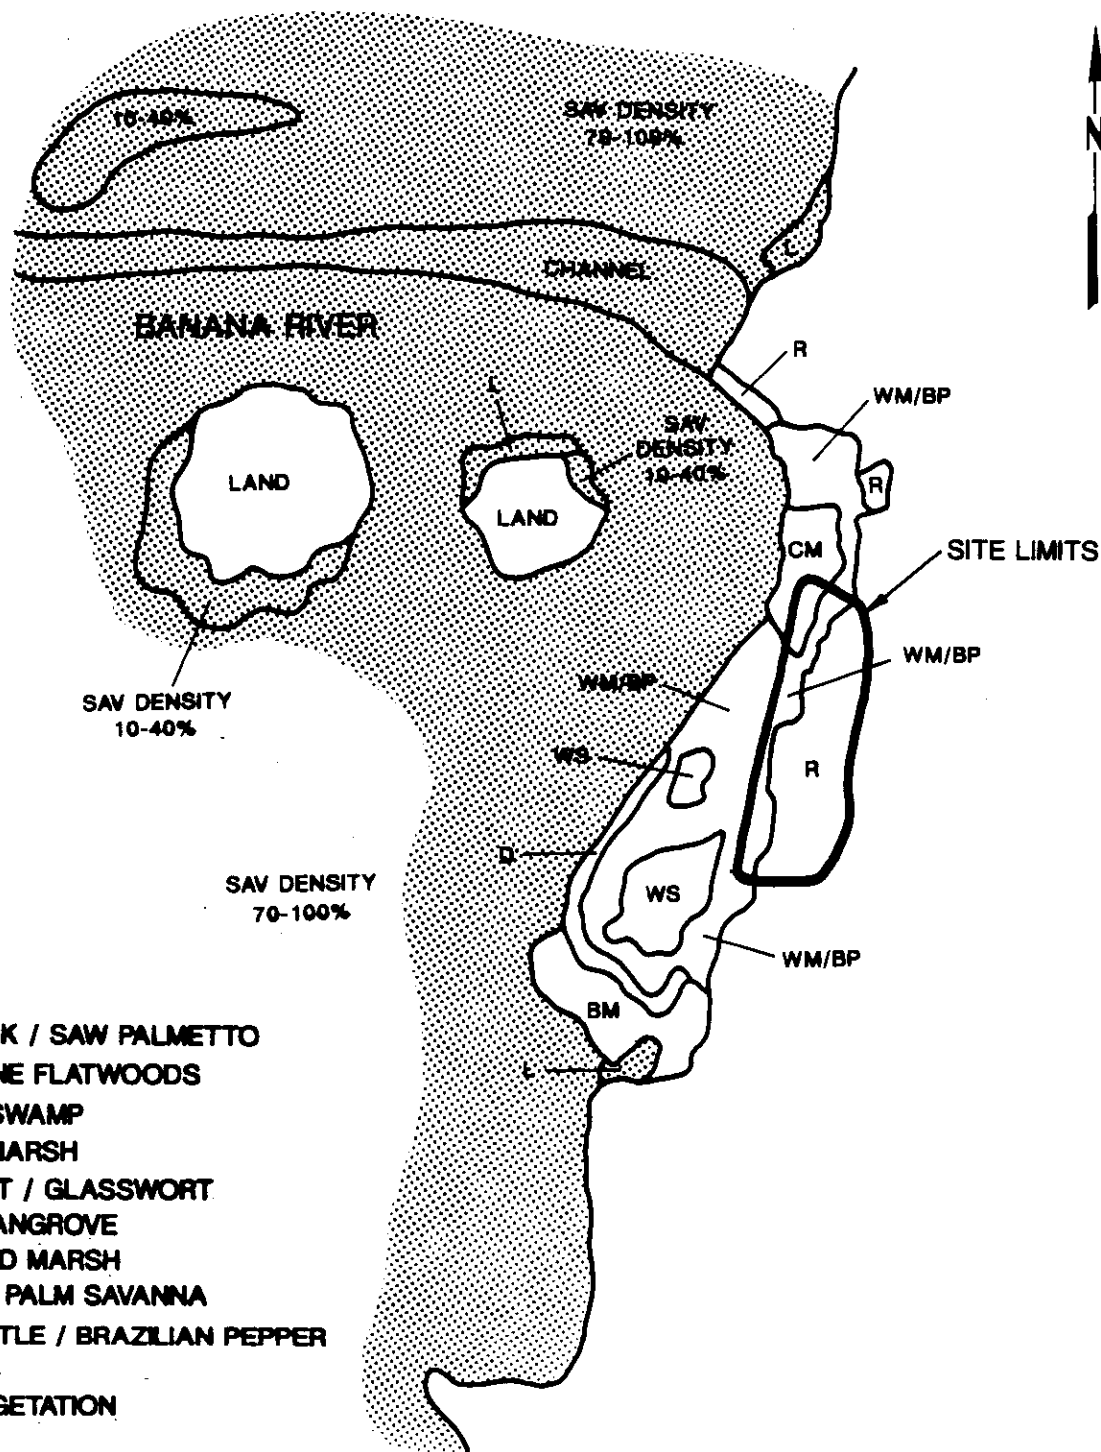 10-40%
SAV DENSITY
70-100%
N
L
CHANNEL
BANANA RIVER
R
L
WM/BP
SAV
DENSITY
10-40%
LAND
R
LAND
CM
SITE LIMITS
WM/BP
WM/BP
SAV DENSITY
10-40%
WS
R
D
SAV DENSITY
70-100%
WS
WM/BP
BM
L
K / SAW PALMETTO
NE FLATWOODS
SWAMP
MARSH
T / GLASSWORT
ANGROVE
D MARSH
PALM SAVANNA
TLE / BRAZILIAN PEPPER
GETATION